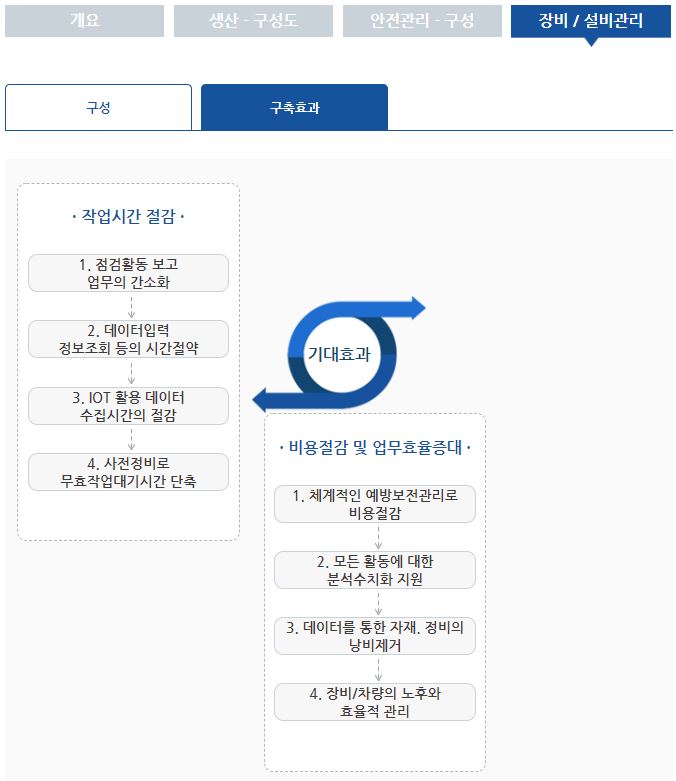 개요
생산 - 구성도
안전관리 - 구성
장비 / 설비관리
구성
구축효과
· 작업시간 절감 ·
1. 점검활동 보고
업무의 간소화
2. 데이터입력
정보조회 등의 시간절약
3. IOT 활용 데이터
수집시간의 절감
4. 사전정비로
무효작업대기시간 단축
기대효과
· 비용절감 및 업무효율증대 ·
1. 체계적인 예방보전관리로
비용절감
2. 모든 활동에 대한
분석수치화 지원
3. 데이터를 통한 자재. 정비의
낭비제거
4. 장비/차량의 노후와
효율적 관리